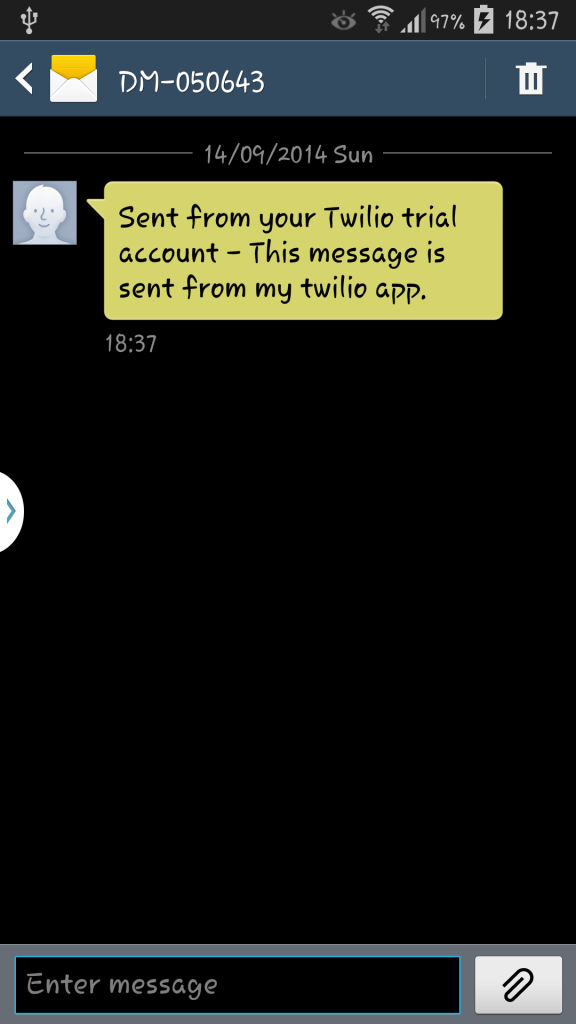 97% 18:37
DM-050643
14/09/2014 Sun
Sent from your Twilio trial
account - This message is
sent from my twilio app.
18:37
Enter message